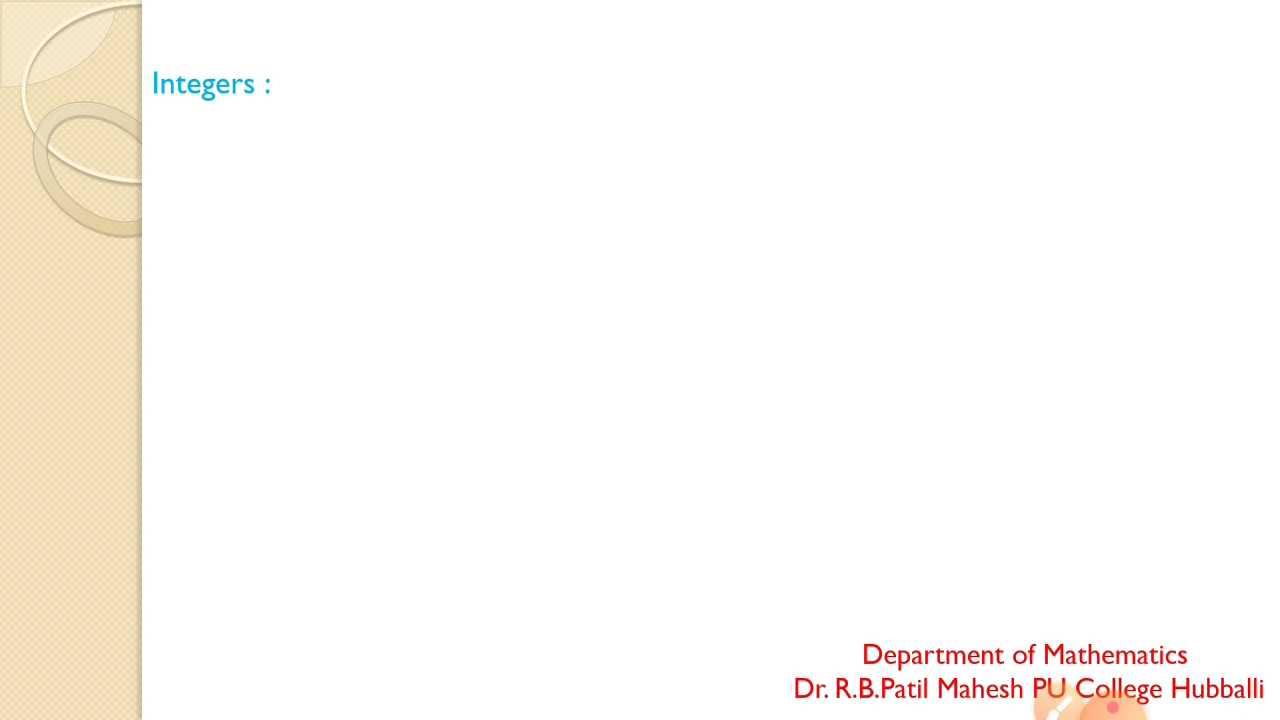 Integers :
Department of Mathematics
Dr. R.B.Patil Mahesh PU College Hubballi